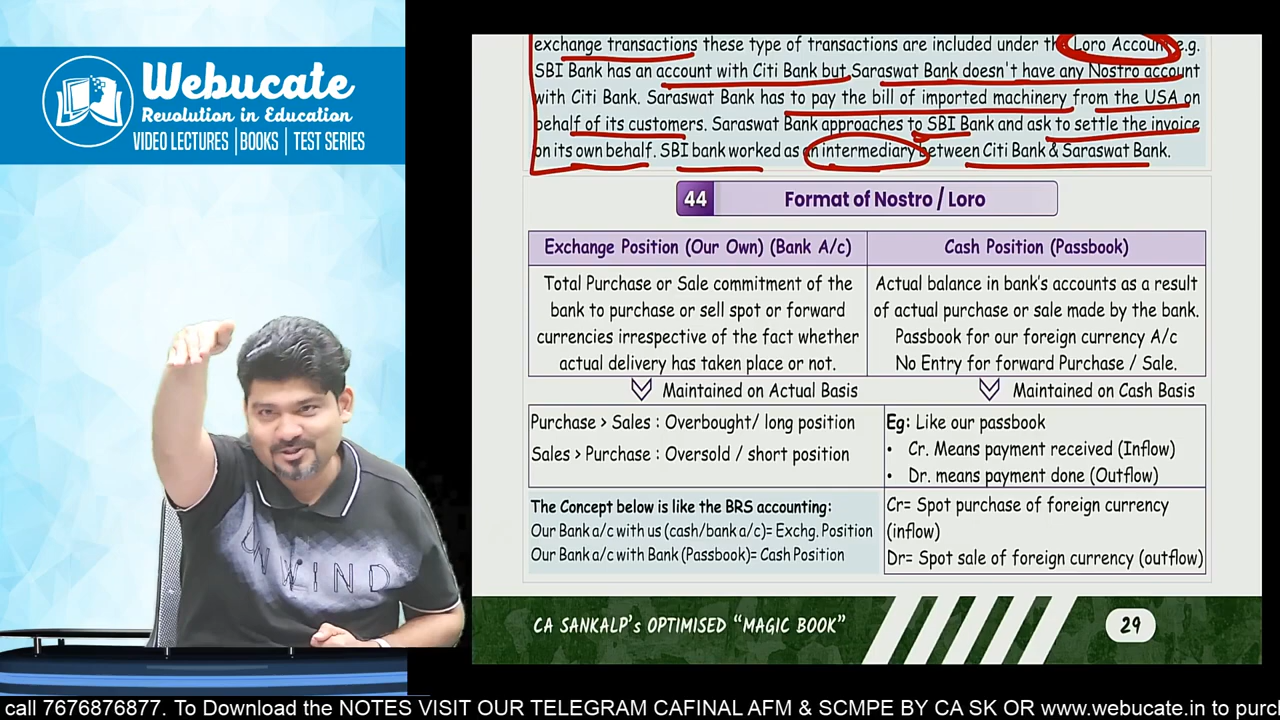 Webucate
Revolution in Education
VIDEO LECTURES | BOOKS | TEST SERIES
UNWIND
exchange transactions these type of transactions are included under the Loro Account e.g.
SBI Bank has an account with Citi Bank but Saraswat Bank doesn't have any Nostro account
with Citi Bank. Saraswat Bank has to pay the bill of imported machinery from the USA on
behalf of its customers. Saraswat Bank approaches to SBI Bank and ask to settle the invoice
on its own behalf. SBI bank worked as an intermediary between Citi Bank & Saraswat Bank.
44 Format of Nostro / Loro
Exchange Position (Our Own) (Bank A/c)
Total Purchase or Sale commitment of the
bank to purchase or sell spot or forward
currencies irrespective of the fact whether
actual delivery has taken place or not.
Maintained on Actual Basis
Purchase > Sales : Overbought/ long position
Sales > Purchase : Oversold / short position
The Concept below is like the BRS accounting:
Our Bank a/c with us (cash/bank a/c)= Exchg. Position
Our Bank a/c with Bank (Passbook)= Cash Position
Cash Position (Passbook)
Actual balance in bank's accounts as a result
of actual purchase or sale made by the bank.
Passbook for our foreign currency A/c
No Entry for forward Purchase / Sale.
Maintained on Cash Basis
Eg: Like our passbook
• Cr. Means payment received (Inflow)
• Dr. means payment done (Outflow)
Cr= Spot purchase of foreign currency
(inflow)
Dr= Spot sale of foreign currency (outflow)
CA SANKALP's OPTIMISED "MAGIC BOOK"
29
call 7676876877. To Download the NOTES VISIT OUR TELEGRAM CAFINAL AFM & SCMPE BY CA SK OR www.webucate.in to purc